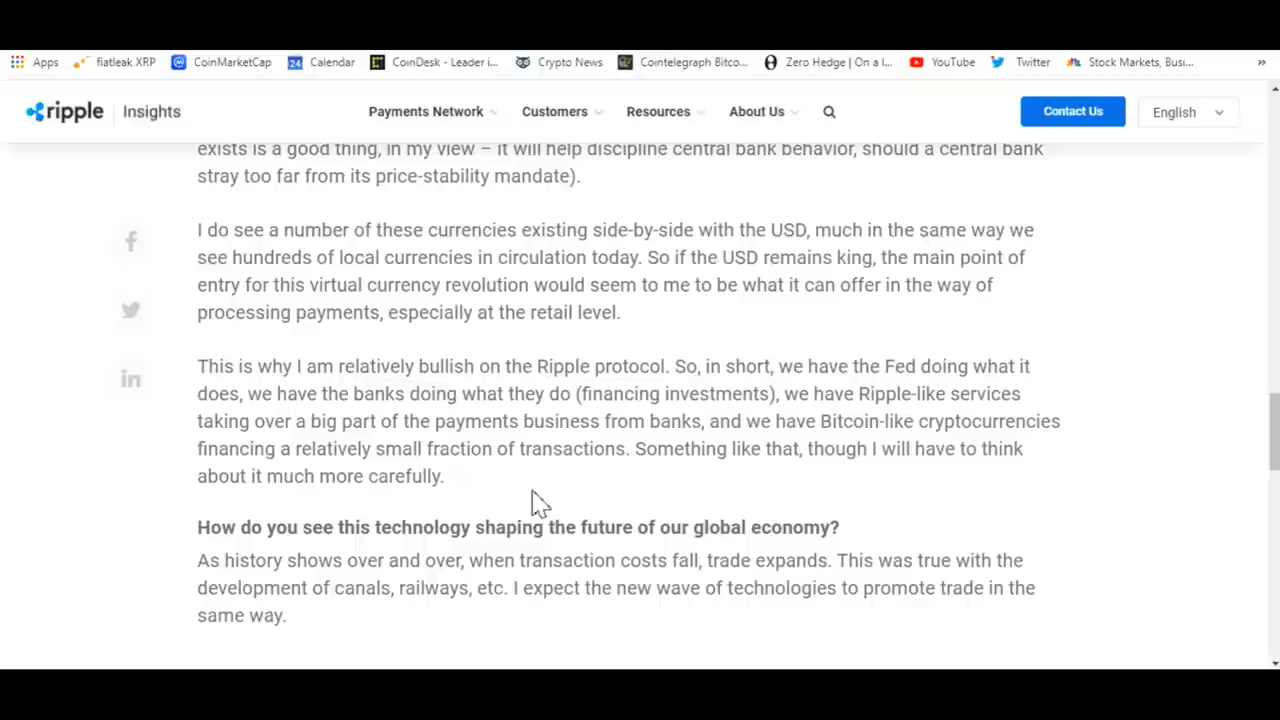 Apps fiatleak XRP CoinMarketCap 24 Calendar CoinDesk - Leader i... Crypto News Cointelegraph Bitco... Zero Hedge | On a l... YouTube Twitter Stock Markets, Busi... »
ripple Insights Payments Network Customers Resources About Us Contact Us English
exists is a good thing, in my view – it will help discipline central bank behavior, should a central bank
stray too far from its price-stability mandate).
I do see a number of these currencies existing side-by-side with the USD, much in the same way we
see hundreds of local currencies in circulation today. So if the USD remains king, the main point of
entry for this virtual currency revolution would seem to me to be what it can offer in the way of
processing payments, especially at the retail level.
This is why I am relatively bullish on the Ripple protocol. So, in short, we have the Fed doing what it
does, we have the banks doing what they do (financing investments), we have Ripple-like services
taking over a big part of the payments business from banks, and we have Bitcoin-like cryptocurrencies
financing a relatively small fraction of transactions. Something like that, though I will have to think
about it much more carefully.
How do you see this technology shaping the future of our global economy?
As history shows over and over, when transaction costs fall, trade expands. This was true with the
development of canals, railways, etc. I expect the new wave of technologies to promote trade in the
same way.